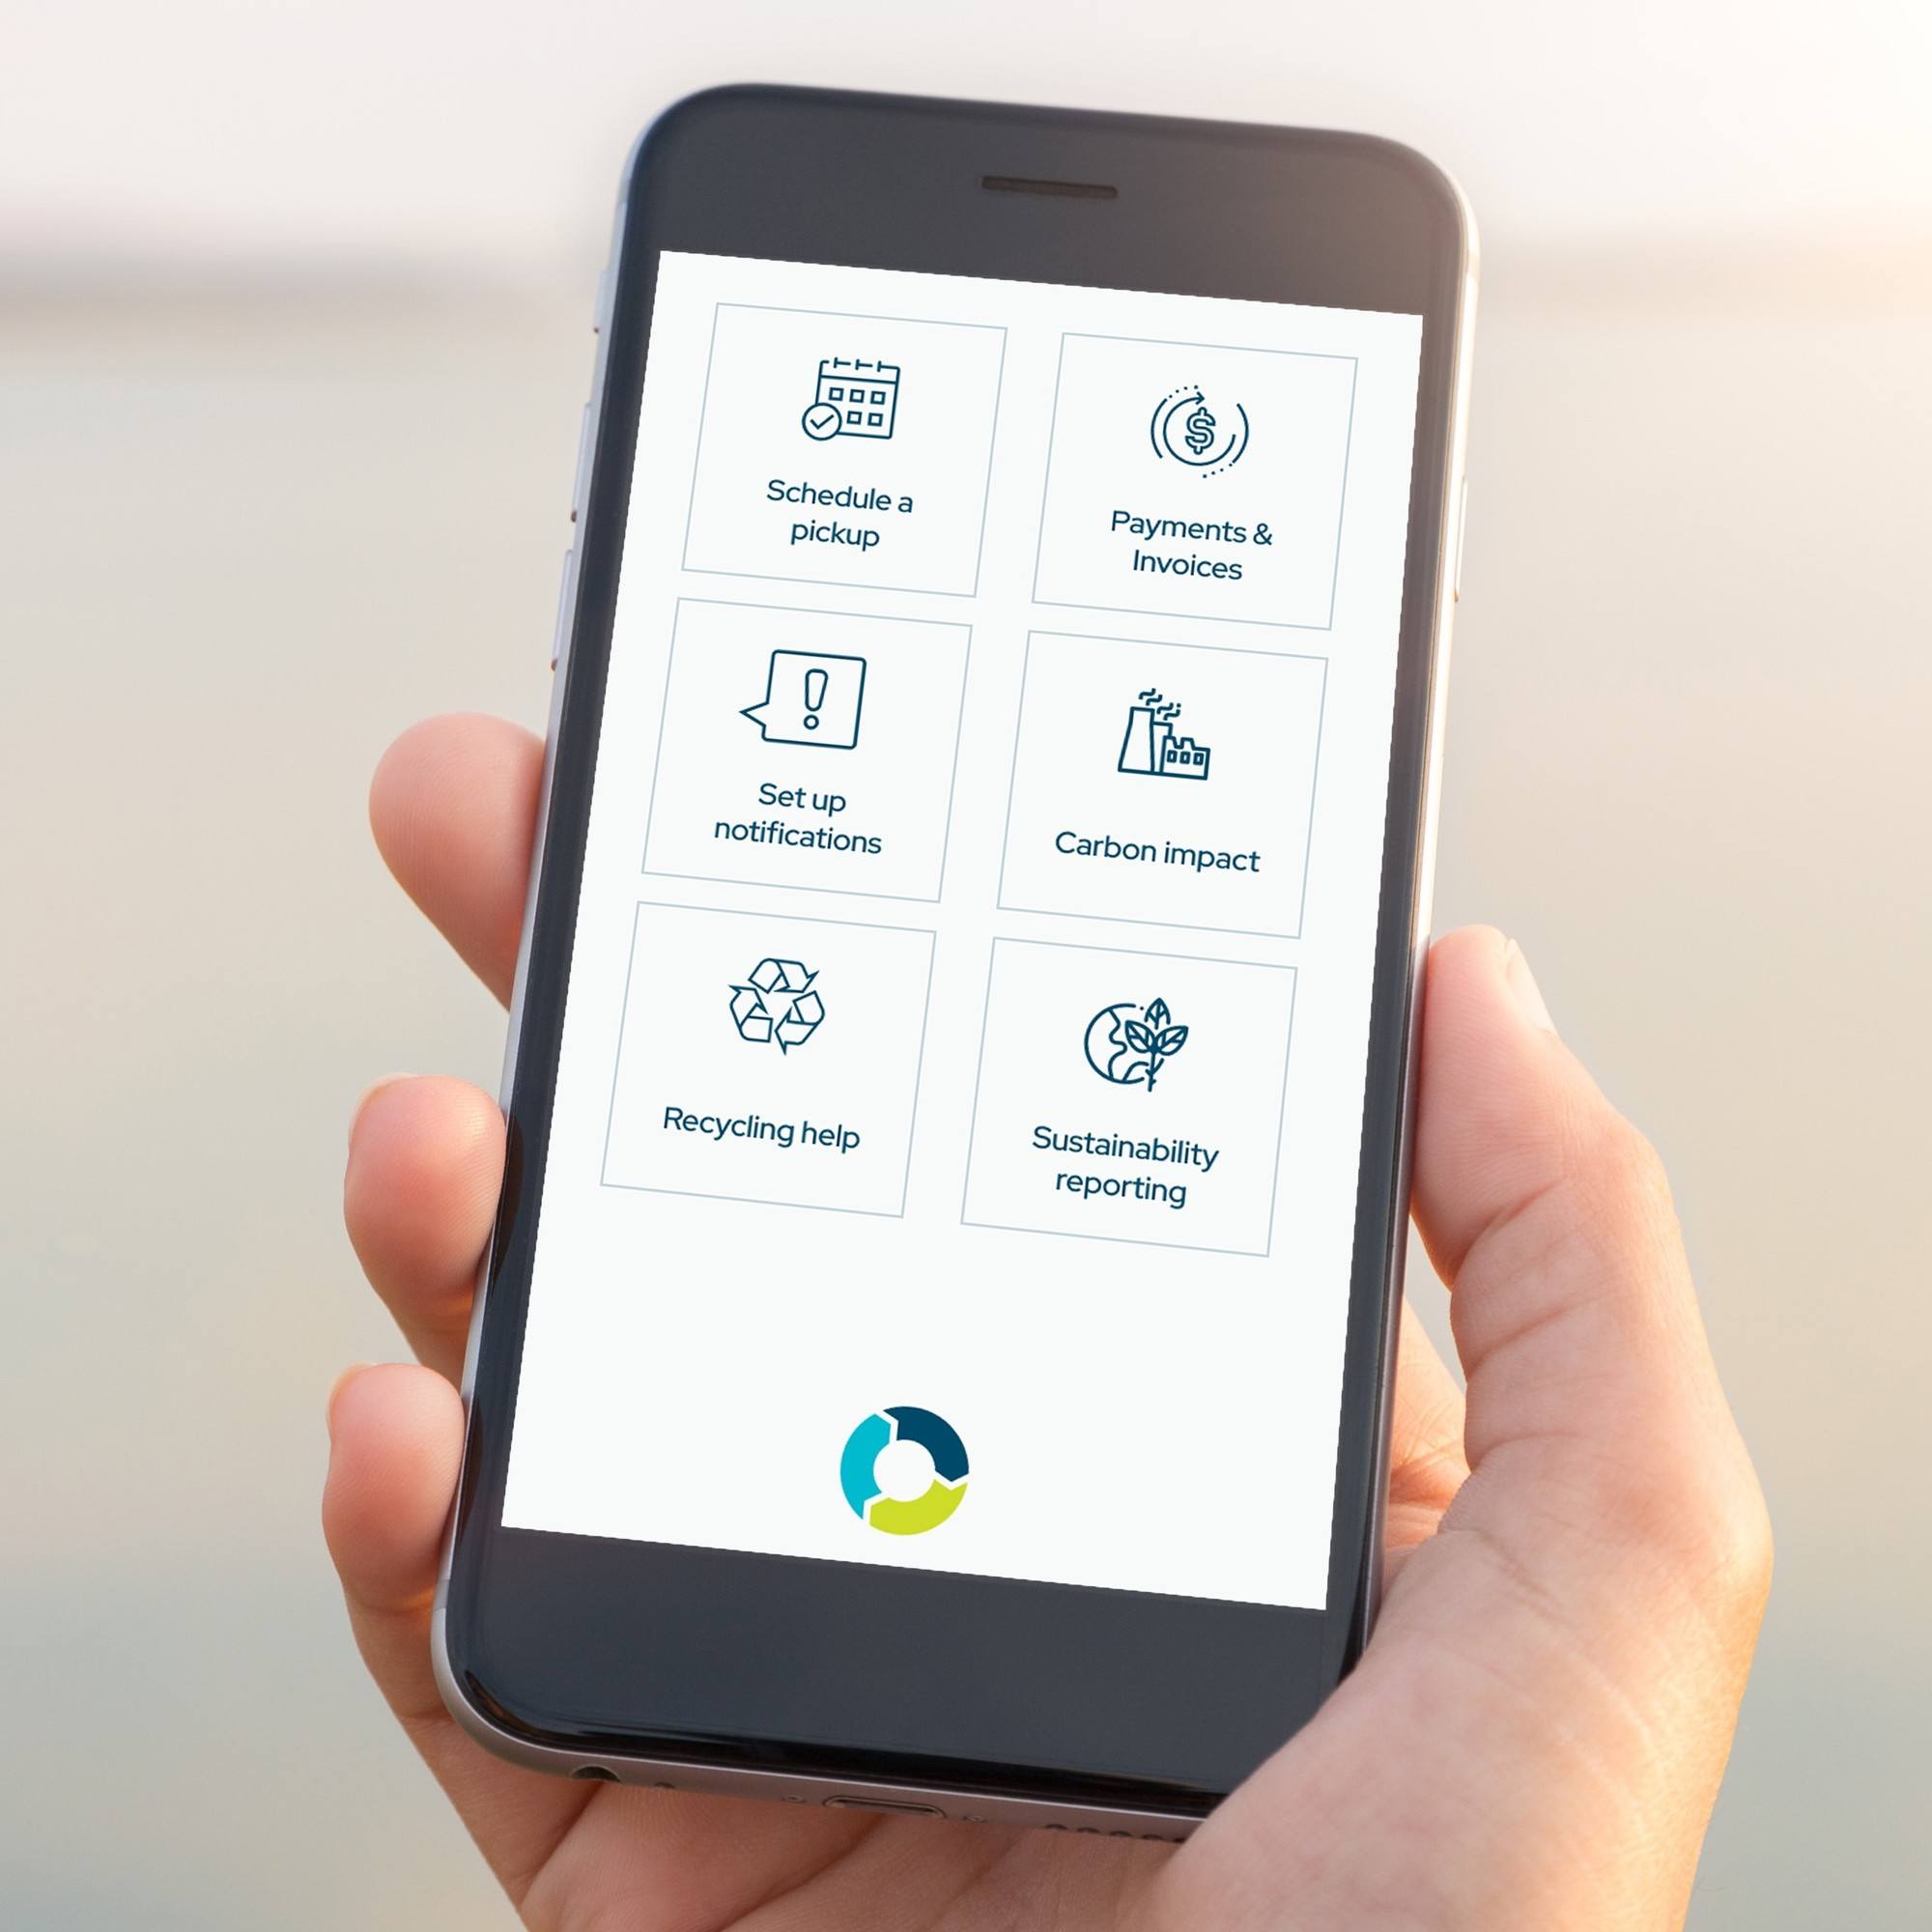 Schedule a
pickup
Payments &
Invoices
Set up
notifications
Carbon impact
Recycling help
Sustainability
reporting